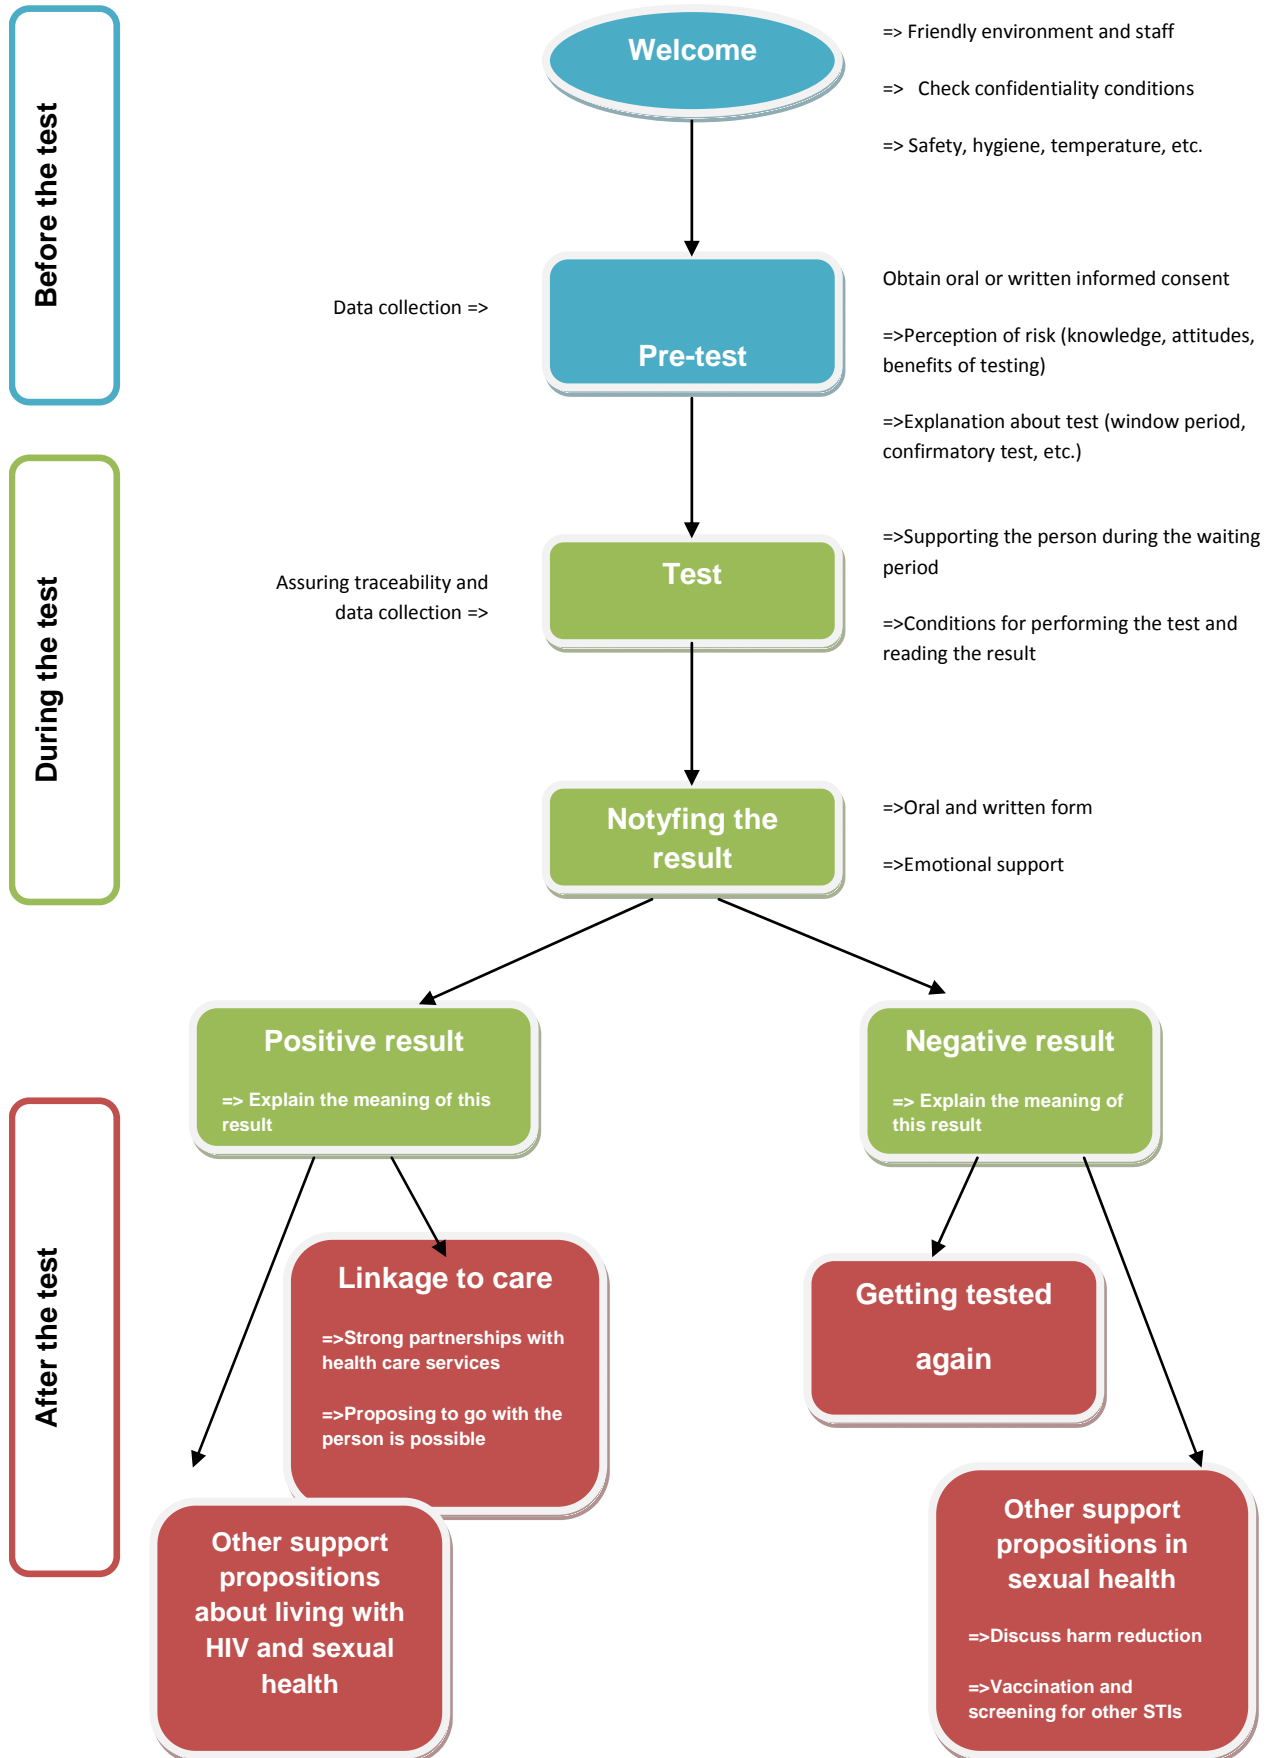 Before the test
Welcome
=> Friendly environment and staff
=> Check confidentiality conditions
=> Safety, hygiene, temperature, etc.
Data collection =>
Pre-test
Obtain oral or written informed consent
=>Perception of risk (knowledge, attitudes,
benefits of testing)
=>Explanation about test (window period,
confirmatory test, etc.)
During the test
Assuring traceability and
data collection =>
Test
=>Supporting the person during the waiting
period
=>Conditions for performing the test and
reading the result
Notyfing the
result
=>Oral and written form
=>Emotional support
Positive result
=> Explain the meaning of this
result
Negative result
=> Explain the meaning of
this result
After the test
Linkage to care
=>Strong partnerships with
health care services
=>Proposing to go with the
person is possible
Getting tested
again
Other support
propositions
about living with
HIV and sexual
health
Other support
propositions in
sexual health
=>Discuss harm reduction
=>Vaccination and
screening for other STIs